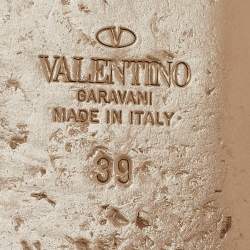 VALENTINO
GARAVANI
MADE IN ITALY
39